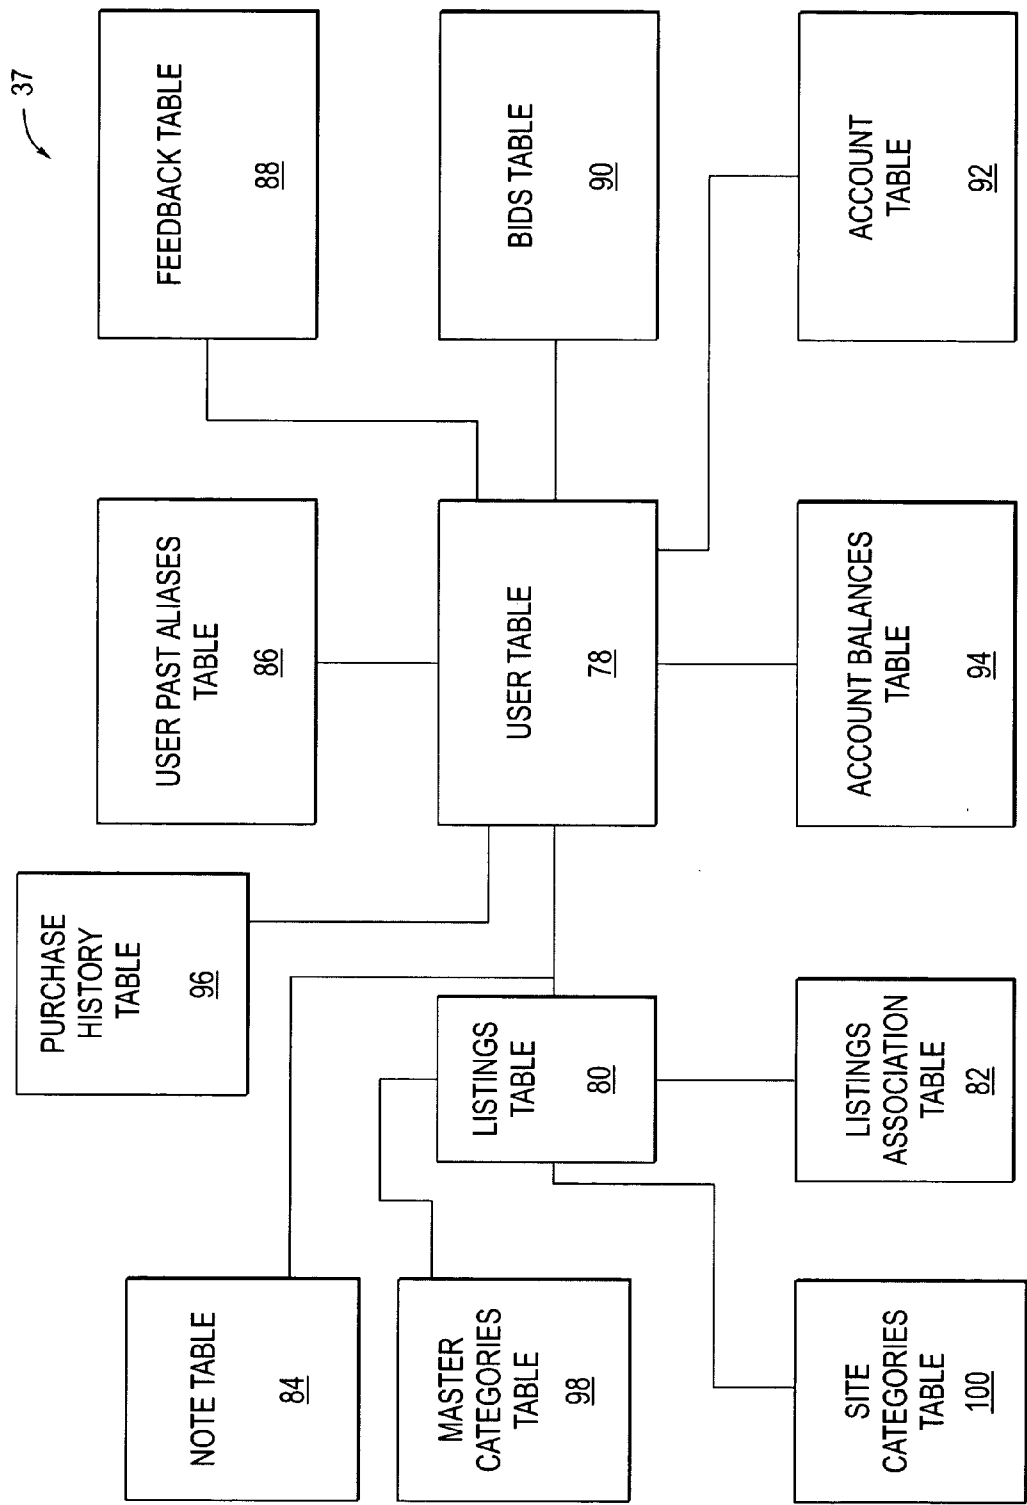 37
PURCHASE
HISTORY
TABLE
96
NOTE TABLE
84
USER PAST ALIASES
TABLE
86
FEEDBACK TABLE
88
MASTER
CATEGORIES
TABLE
98
LISTINGS
TABLE
80
USER TABLE
78
BIDS TABLE
90
SITE
CATEGORIES
TABLE
100
LISTINGS
ASSOCIATION
TABLE
82
ACCOUNT BALANCES
TABLE
94
ACCOUNT
TABLE
92